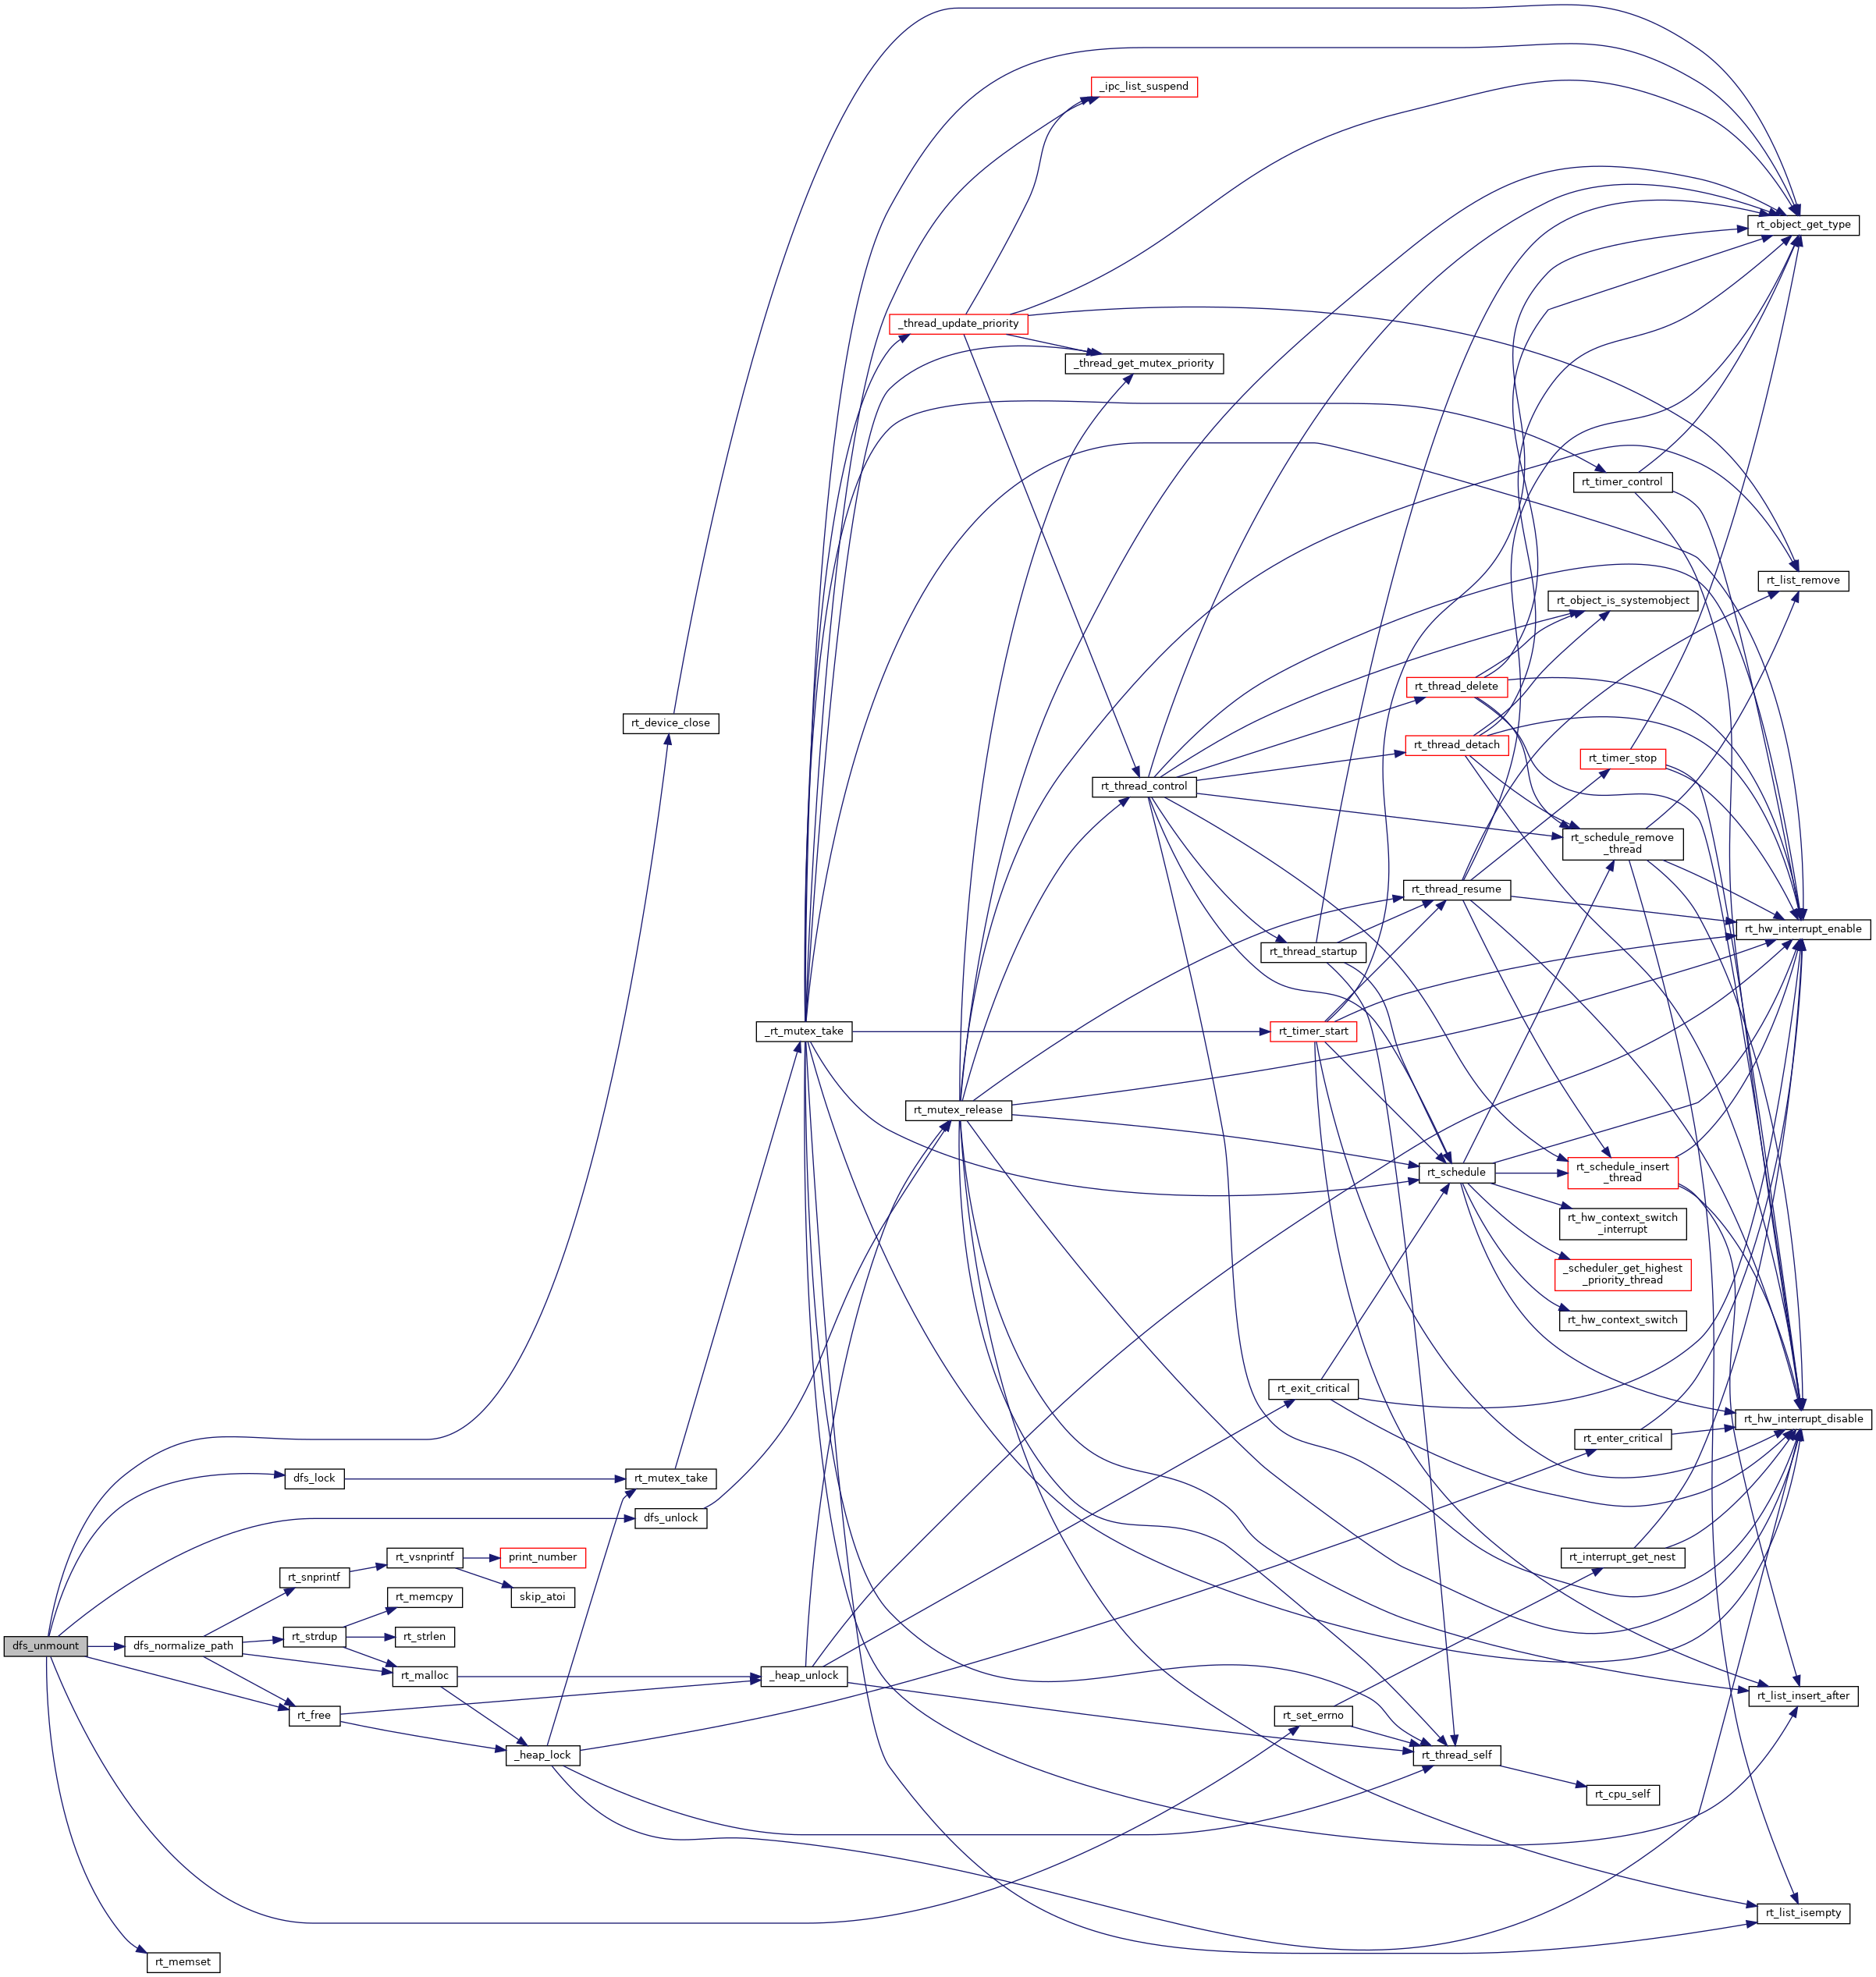 _ipc_list_suspend
rt_object_get_type
_thread_update_priority
_thread_get_mutex_priority
rt_timer_control
rt_list_remove
rt_object_is_systemobject
rt_thread_delete
rt_device_close
rt_thread_detach
rt_timer_stop
rt_thread_control
rt_schedule_remove
_thread
rt_thread_resume
rt_hw_interrupt_enable
rt_thread_startup
_rt_mutex_take
rt_timer_start
rt_mutex_release
rt_schedule
rt_schedule_insert
_thread
rt_hw_context_switch
_interrupt
_scheduler_get_highest
_priority_thread
rt_hw_context_switch
rt_exit_critical
rt_hw_interrupt_disable
rt_enter_critical
dfs_lock
rt_mutex_take
dfs_unlock
rt_vsnprintf
print_number
rt_interrupt_get_nest
rt_snprintf
skip_atoi
rt_memcpy
rt_strdup
rt_strlen
dfs_unmount
dfs_normalize_path
rt_malloc
_heap_unlock
rt_list_insert_after
rt_free
rt_set_errno
_heap_lock
rt_thread_self
rt_cpu_self
rt_list_isempty
rt_memset